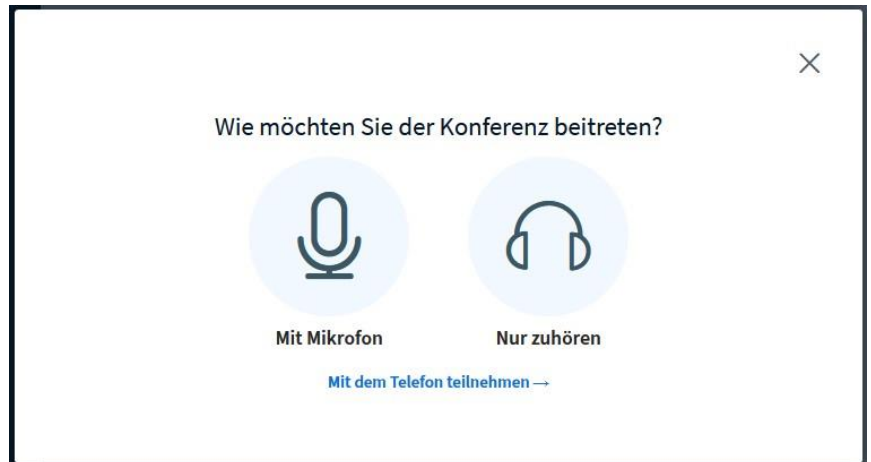 Wie möchten Sie der Konferenz beitreten?
Mit Mikrofon
Nur zuhören
Mit dem Telefon teilnehmen →